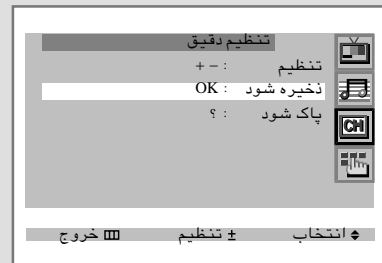 تنظیم دقیق
تنظیم : – +
ذخیره شود : OK
پاک شود : ؟
CH
انتخاب ± تنظیم خروج